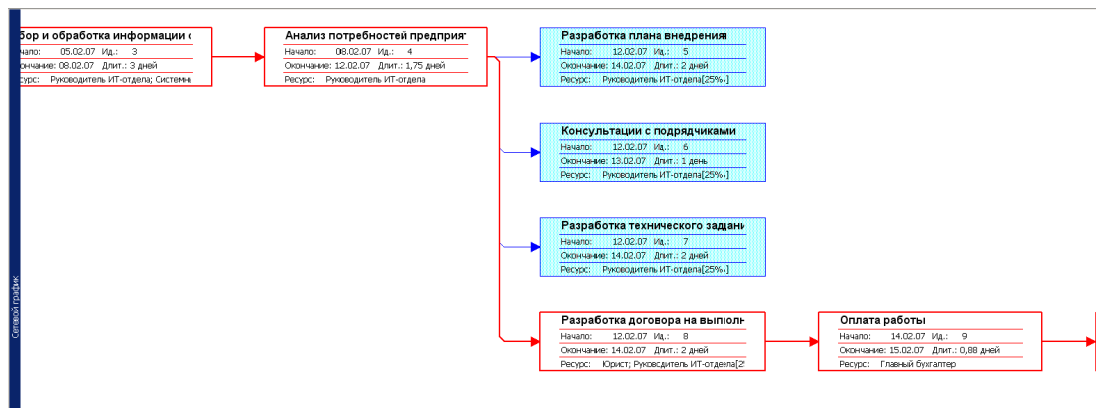 бор и обработка информации с
чало: 05.02.07 Ид.: 3
ончание: 08.02.07 Длит.: 3 дней
сурс: Руководитель ИТ-отдела; Системн
Анализ потребностей предприят
Начало: 08.02.07 Ид.: 4
Окончание: 12.02.07 Длит.: 1,75 дней
Ресурс: Руководитель ИТ-отдела
Разработка плана внедрения
Начало: 12.02.07 Ид.: 5
Окончание: 14.02.07 Длит.: 2 дней
Ресурс: Руководитель ИТ-отдела[25%]
Консультации с подрядчиками
Начало: 12.02.07 Ид.: 6
Окончание: 13.02.07 Длит.: 1 день
Ресурс: Руководитель ИТ-отдела[25%]
Разработка технического задани
Начало: 12.02.07 Ид.: 7
Окончание: 14.02.07 Длит.: 2 дней
Ресурс: Руководитель ИТ-отдела[25%]
Разработка договора на выполн
Начало: 12.02.07 Ид.: 8
Окончание: 14.02.07 Длит.: 2 дней
Ресурс: Юрист; Руководитель ИТ-отдела[2
Оплата работы
Начало: 14.02.07 Ид.: 9
Окончание: 15.02.07 Длит.: 0,88 дней
Ресурс: Главный бухгалтер
Сетевой график